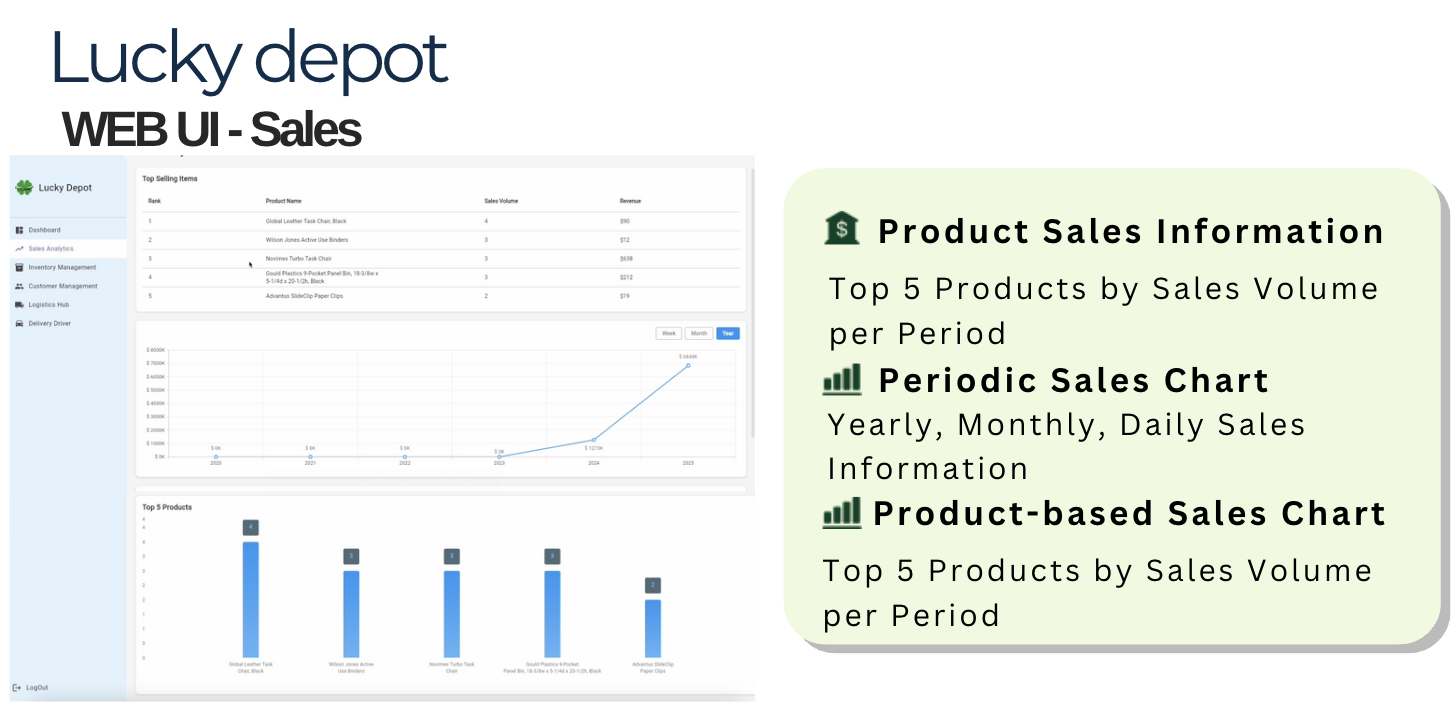 Lucky depot
WEB UI - Sales
Lucky Depot
Dashboard
Sales Analytics
Inventory Management
Customer Management
Logistics Hub
Delivery Driver
LogOut
Top Selling Items
Rank Product Name Sales Volume Revenue
1 Global Leather Task Chair, Black 4 $90
2 Wilson Jones Active Use Binders 3 $12
3 Novimex Turbo Task Chair 3 $638
4 Gould Plastics 9-Pocket Panel Bin, 18-3/8w x 3 $212
5-1/4d x 20-1/2h, Black
5 Advantus SlideClip Paper Clips 2 $19
Week Month Year
$ 8000K
$ 7000K
$ 6000K
$ 5000K
$ 4000K
$ 3000K
$ 2000K
$ 1000K
$ 0K
$ 0K $ 0K $ 0K $ 0K $ 1270K
2020 2021 2022 2023 2024 2025
Top 5 Products
4
4
3
3
2
2
1
0
0
4 3 3 3 2
Global Leather Task Wilson Jones Active Novimex Turbo Task Gould Plastics 9-Pocket Advantus SlideClip
Chair, Black Use Binders Chair Panel Bin, 18-3/8w x 5-1/4d x 20-1/2h, Black Paper Clips
Product Sales Information
Top 5 Products by Sales Volume
per Period
Periodic Sales Chart
Yearly, Monthly, Daily Sales
Information
Product-based Sales Chart
Top 5 Products by Sales Volume
per Period